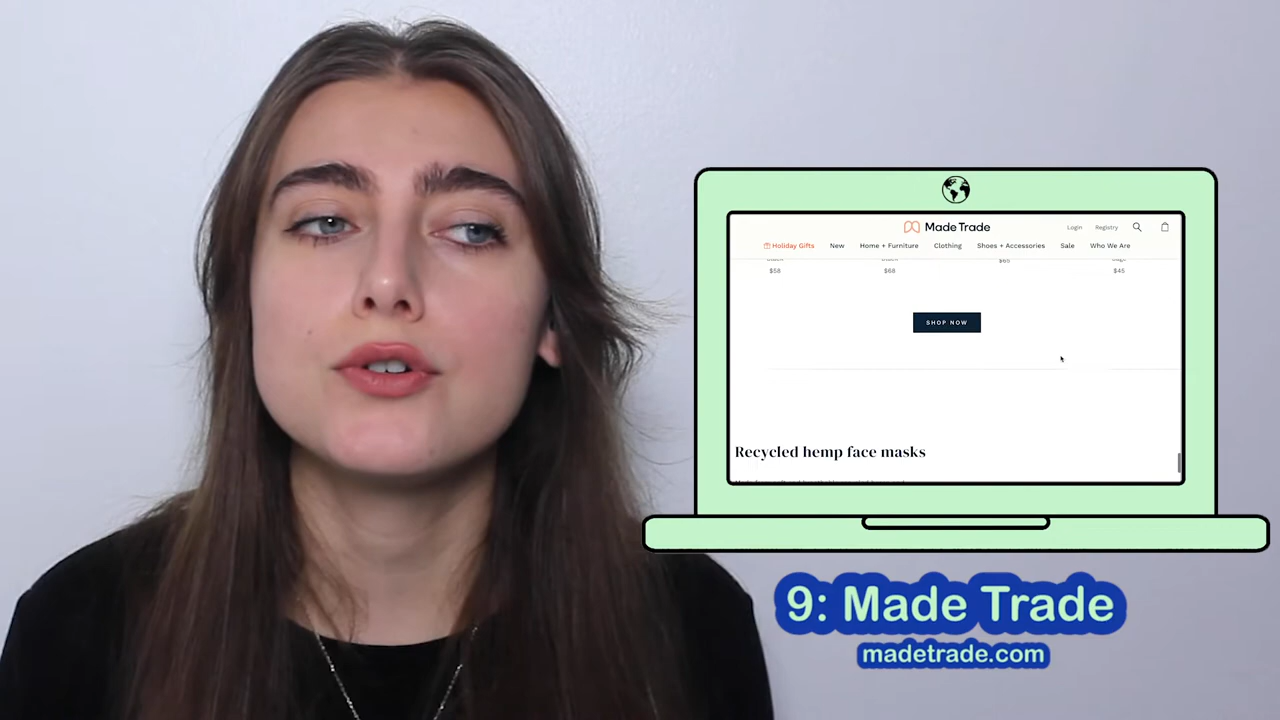 Made Trade
Login Registry
Holiday Gifts New Home + Furniture Clothing Shoes + Accessories Sale Who We Are
$58 $68 $65 $45
SHOP NOW
Recycled hemp face masks
9: Made Trade
madetrade.com